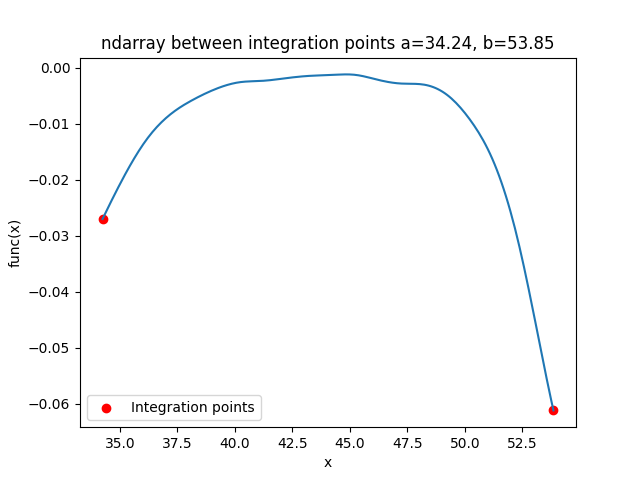 ndarray between integration points a=34.24, b=53.85
0.00
−0.01
−0.02
−0.03
−0.04
−0.05
−0.06
func(x)
Integration points
35.0 37.5 40.0 42.5 45.0 47.5 50.0 52.5
x